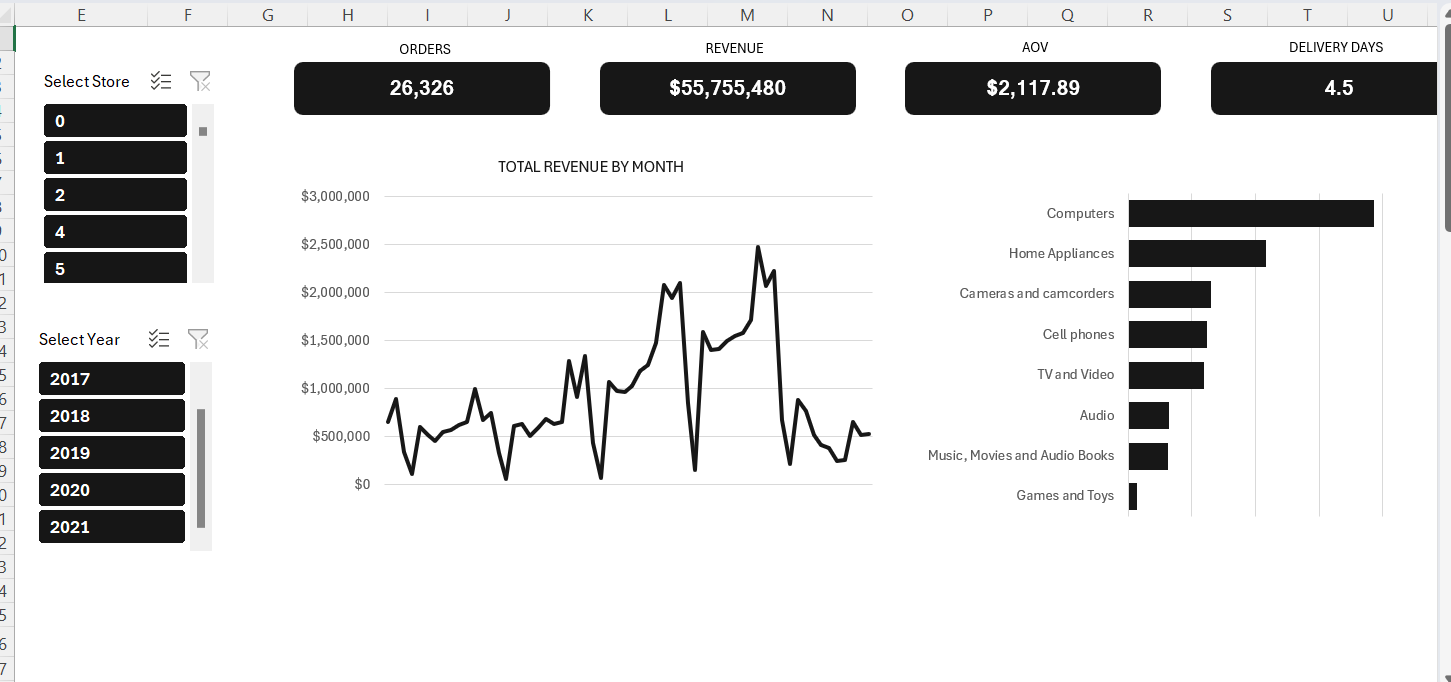 E F G H I J K L M N O P Q R S T U
ORDERS REVENUE AOV DELIVERY DAYS
26,326 $55,755,480 $2,117.89 4.5
Select Store
0
1
2
4
5
Select Year
2017
2018
2019
2020
2021
TOTAL REVENUE BY MONTH
$3,000,000
$2,500,000
$2,000,000
$1,500,000
$1,000,000
$500,000
$0
Computers
Home Appliances
Cameras and camcorders
Cell phones
TV and Video
Audio
Music, Movies and Audio Books
Games and Toys